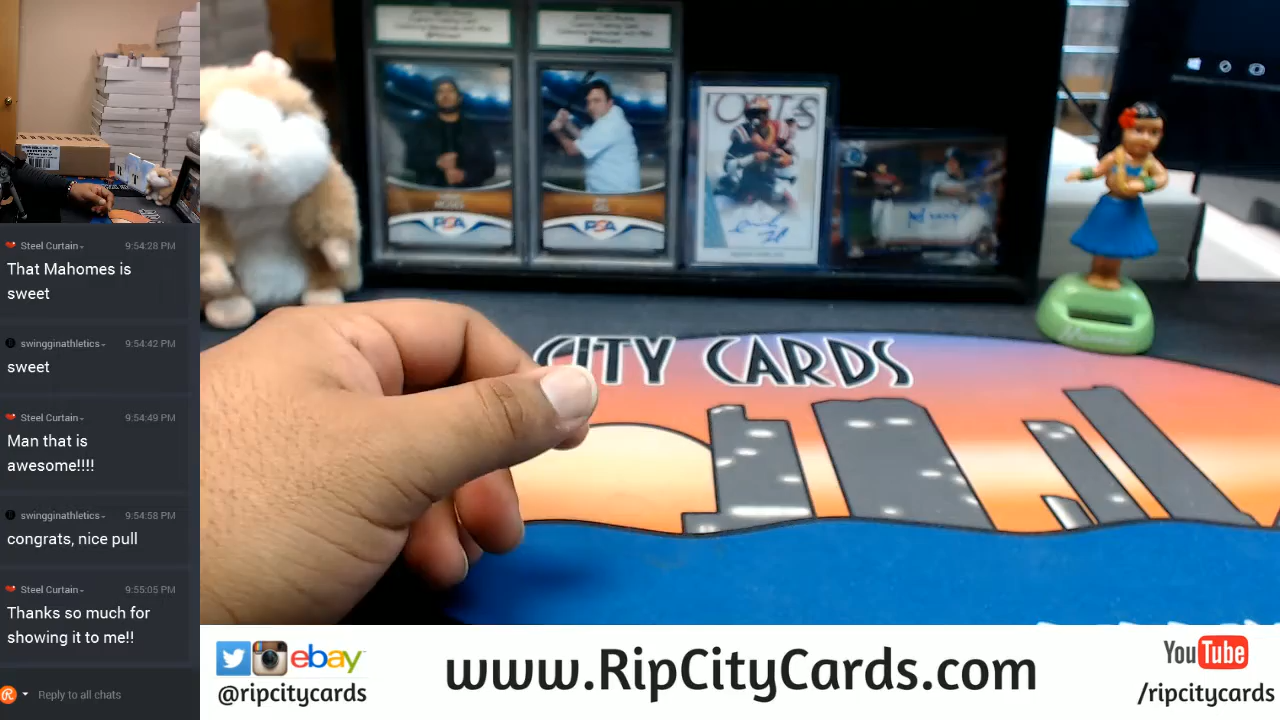 Steel Curtain 9:54:28 PM
That Mahomes is
sweet
swingginathletics 9:54:42 PM
sweet
Steel Curtain 9:54:49 PM
Man that is
awesome!!!!
swingginathletics 9:54:58 PM
congrats, nice pull
Steel Curtain 9:55:05 PM
Thanks so much for
showing it to me!!
Reply to all chats
PSA
PSA
CITY CARDS
ebay
@ripcitycards
www.RipCityCards.com
YouTube
/ripcitycards